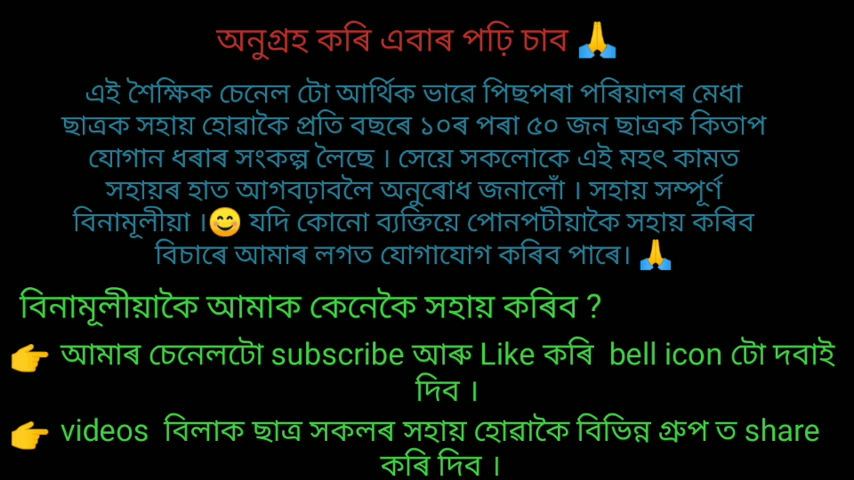 অনুগ্ৰহ কৰি এবাৰ পঢ়ি চাব 🙏
এই শৈক্ষিক চেনেল টো আৰ্থিক ভাৱে পিছপৰা পৰিয়ালৰ মেধা
ছাত্ৰক সহায় হোৱাকৈ প্ৰতি বছৰে ১০ৰ পৰা ৫০ জন ছাত্ৰক কিতাপ
যোগান ধৰাৰ সংকল্প লৈছে । সেয়ে সকলোকে এই মহৎ কামত
সহায়ৰ হাত আগবঢ়াবলৈ অনুৰোধ জনালোঁ । সহায় সম্পূৰ্ণ
বিনামূলীয়া ।😊 যদি কোনো ব্যক্তিয়ে পোনপটীয়াকৈ সহায় কৰিব
বিচাৰে আমাৰ লগত যোগাযোগ কৰিব পাৰে। 🙏
বিনামূলীয়াকৈ আমাক কেনেকৈ সহায় কৰিব ?
👉 আমাৰ চেনেলটো subscribe আৰু Like কৰি bell icon টো দবাই
দিব ।
👉 videos বিলাক ছাত্ৰ সকলৰ সহায় হোৱাকৈ বিভিন্ন গ্ৰুপ ত share
কৰি দিব ।